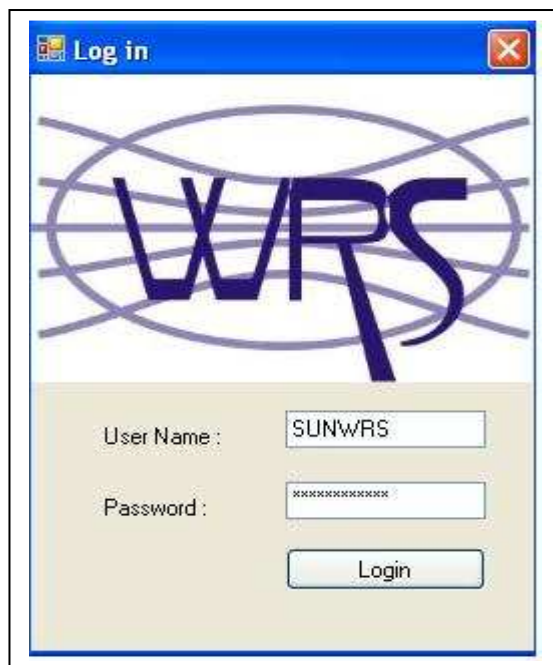 Log in
WRS
User Name :
SUNWRS
Password :
************
Login